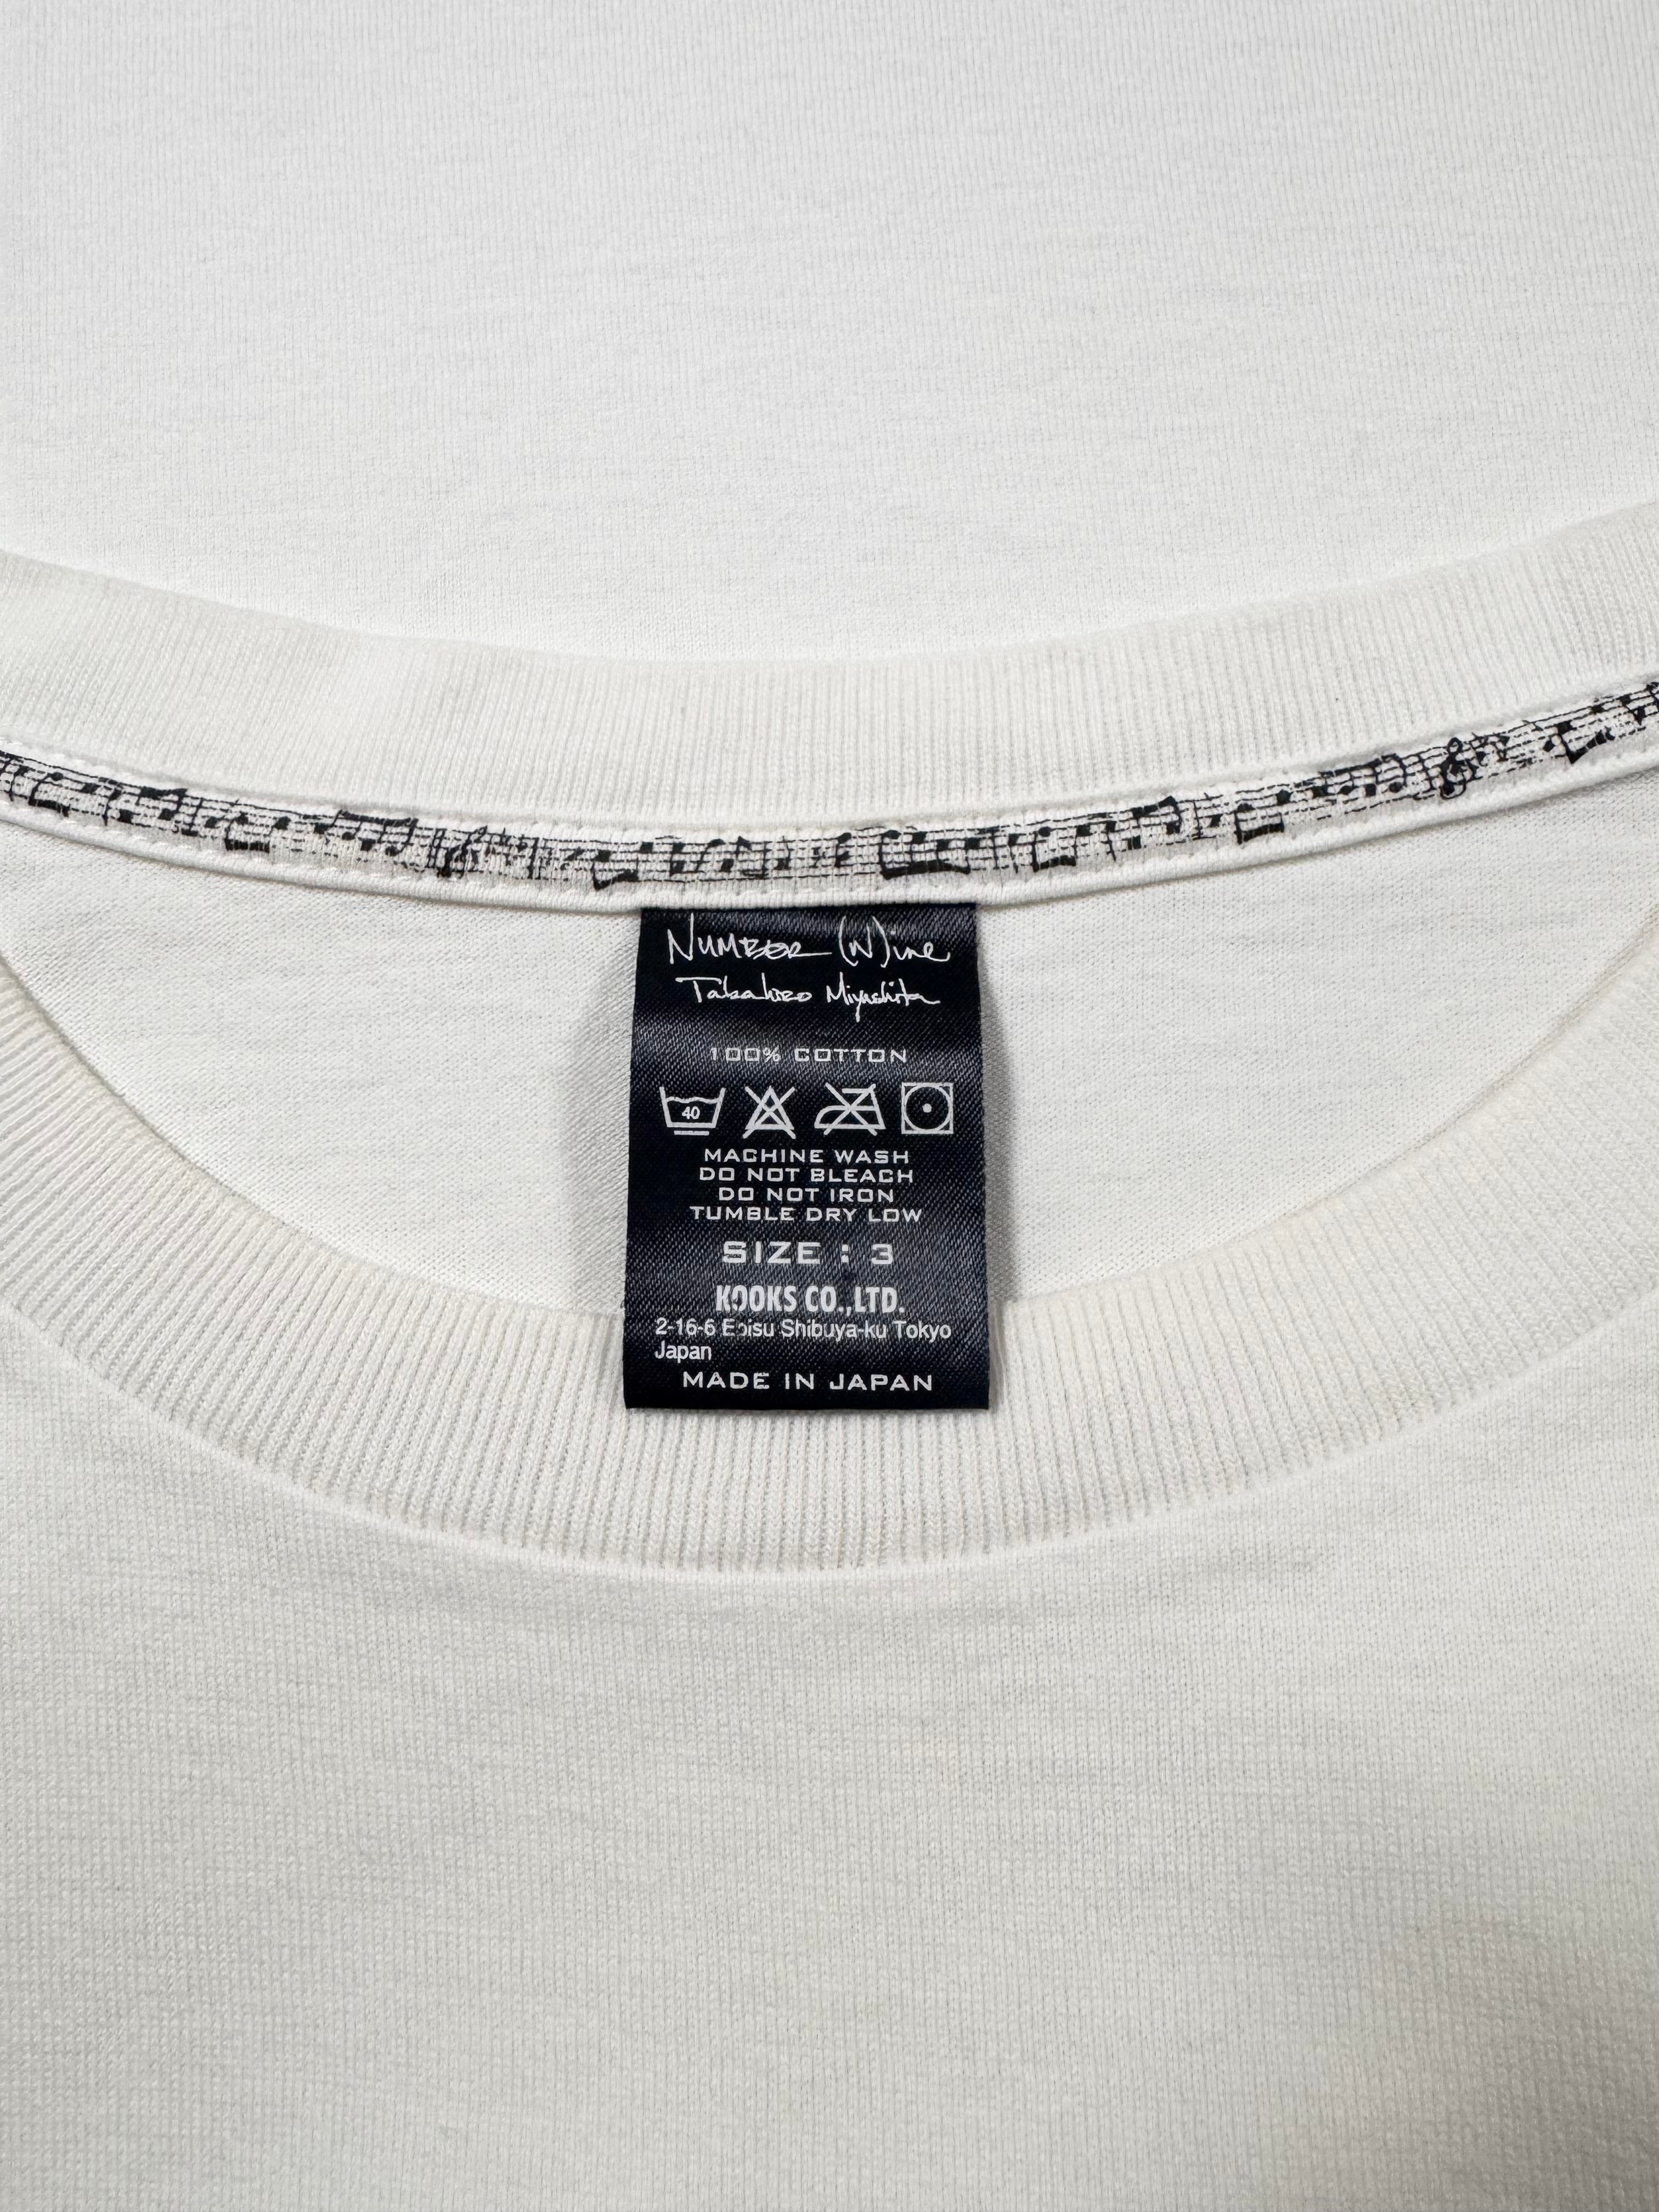 NUMBER (N)ine
Takahiro Miyashita
100% COTTON
40
MACHINE WASH
DO NOT BLEACH
DO NOT IRON
TUMBLE DRY LOW
SIZE : 3
KOOKS CO.,LTD.
2-16-6 Ebisu Shibuya-ku Tokyo
Japan
MADE IN JAPAN